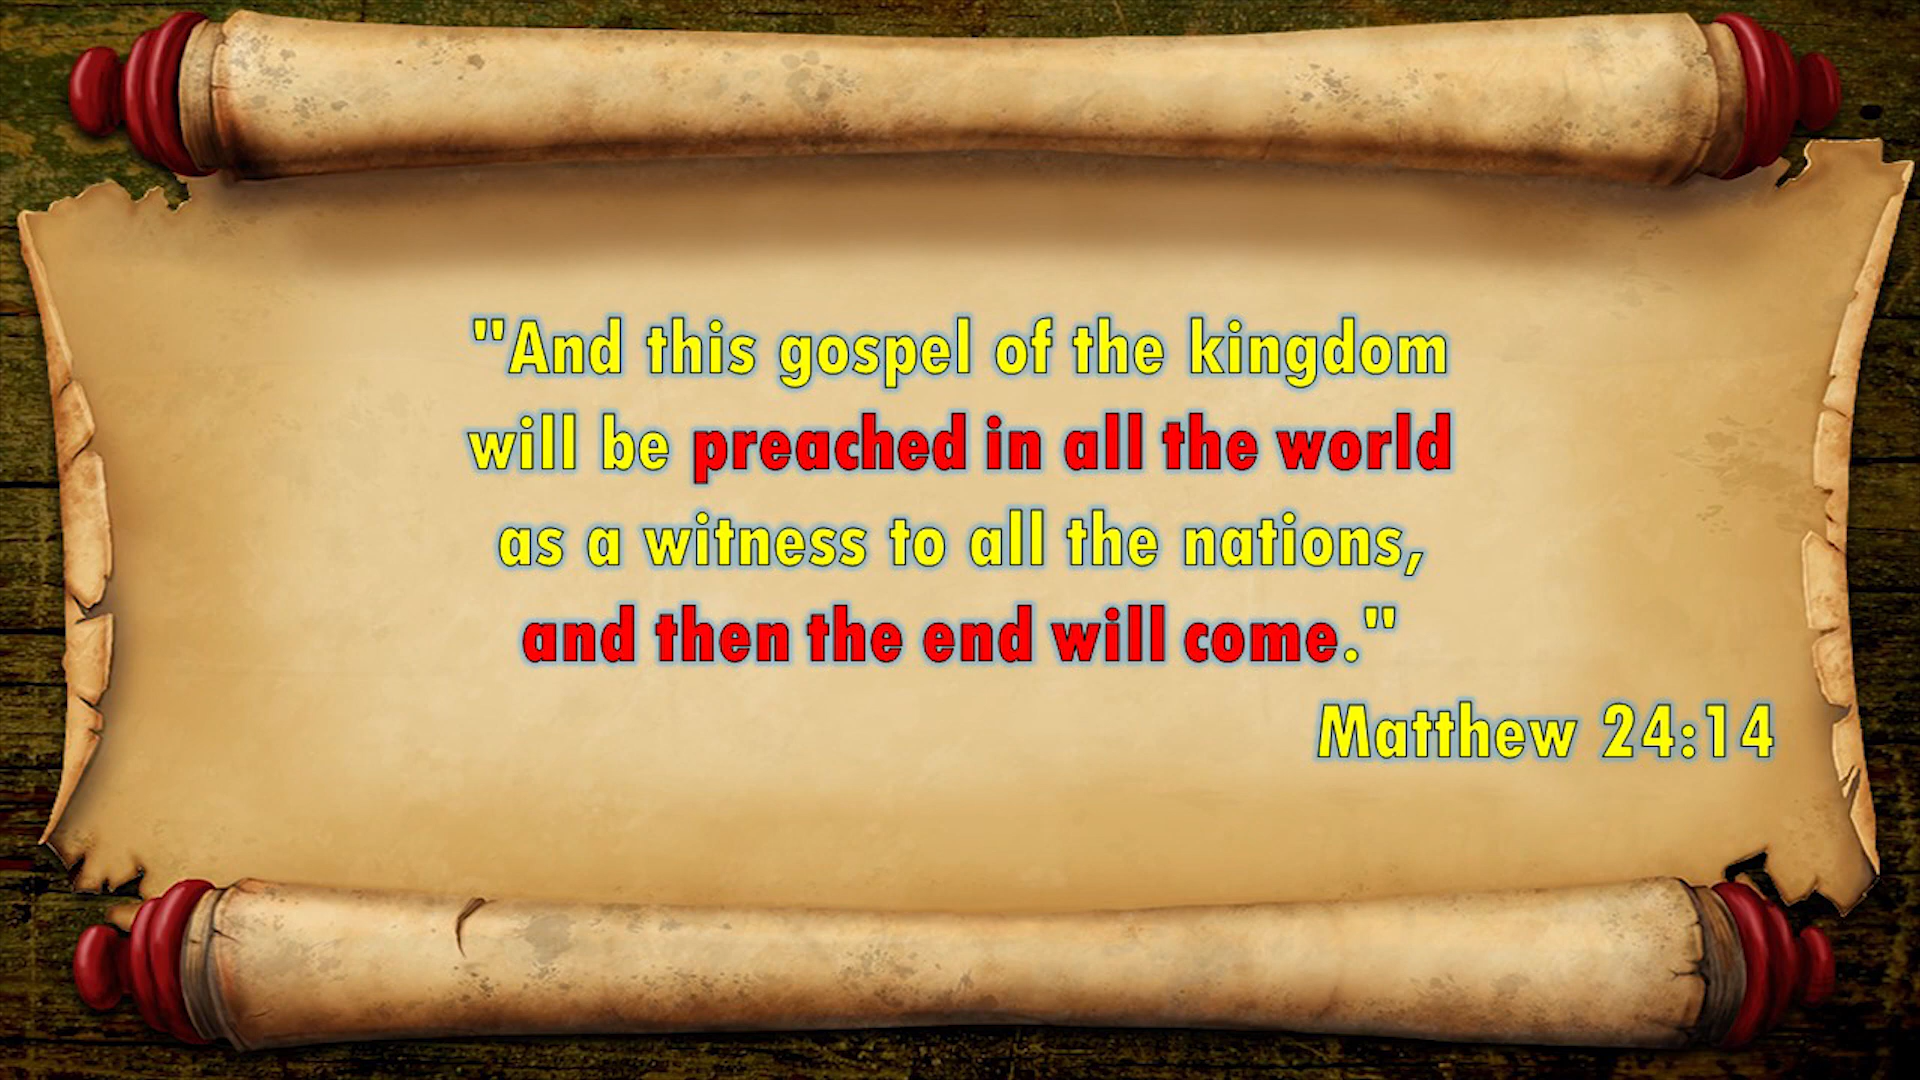 "And this gospel of the kingdom
will be preached in all the world
as a witness to all the nations,
and then the end will come."
Matthew 24:14